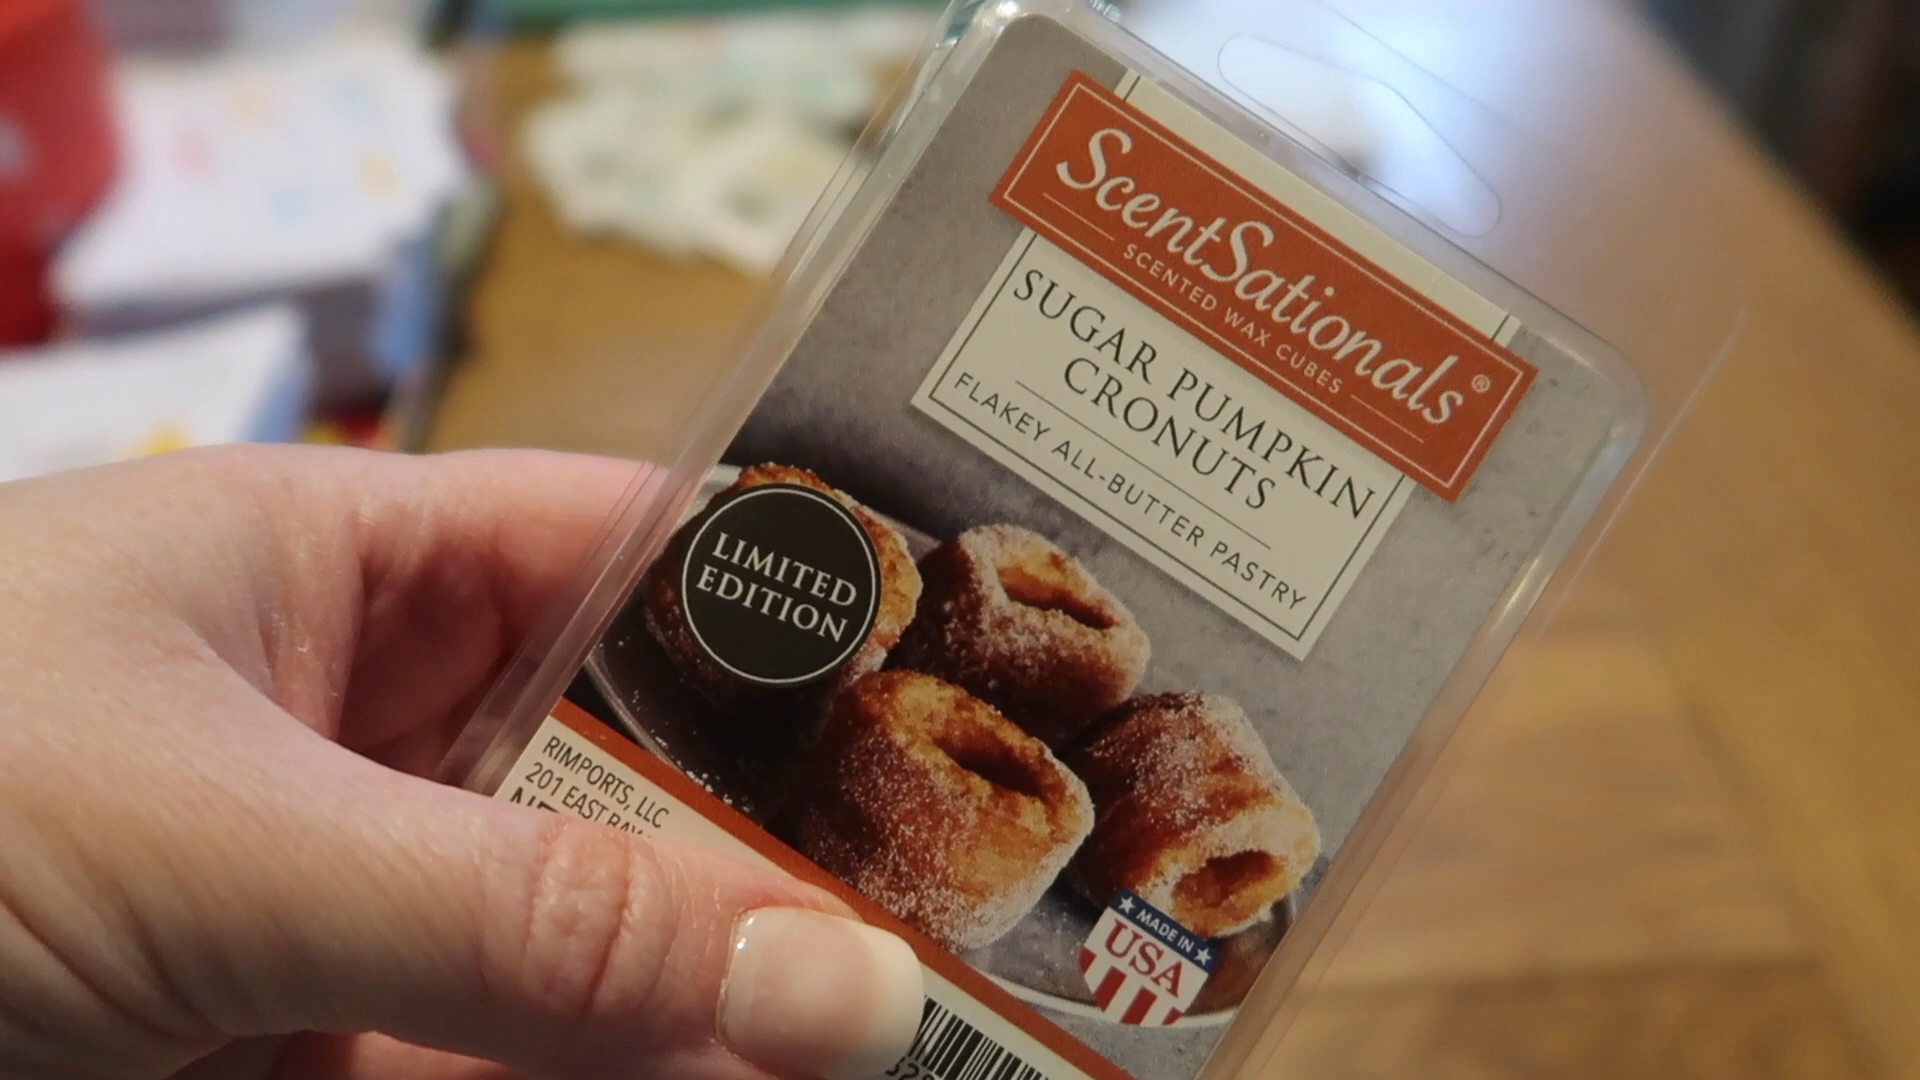 ScentSationals®
SCENTED WAX CUBES
SUGAR PUMPKIN
CRONUTS
FLAKEY ALL-BUTTER PASTRY
LIMITED
EDITION
RIMPORTS, LLC
201 EAST
MADE IN
USA